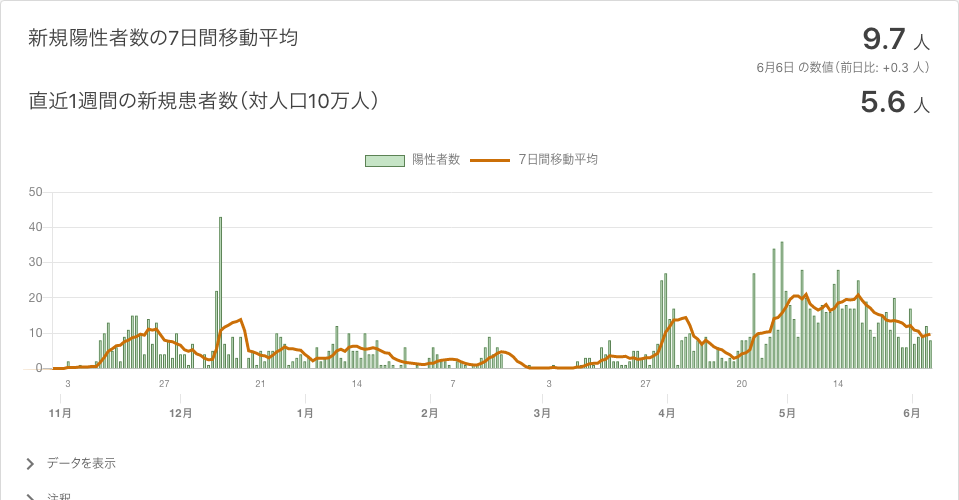 新規陽性者数の7日間移動平均
9.7 人
6月6日 の数値（前日比: +0.3 人）
直近1週間の新規患者数（対人口10万人）
5.6 人
陽性者数 7日間移動平均
50
40
30
20
10
0
3 27 21 14 7 3 27 20 14
11月 12月 1月 2月 3月 4月 5月 6月
データを表示
注釈